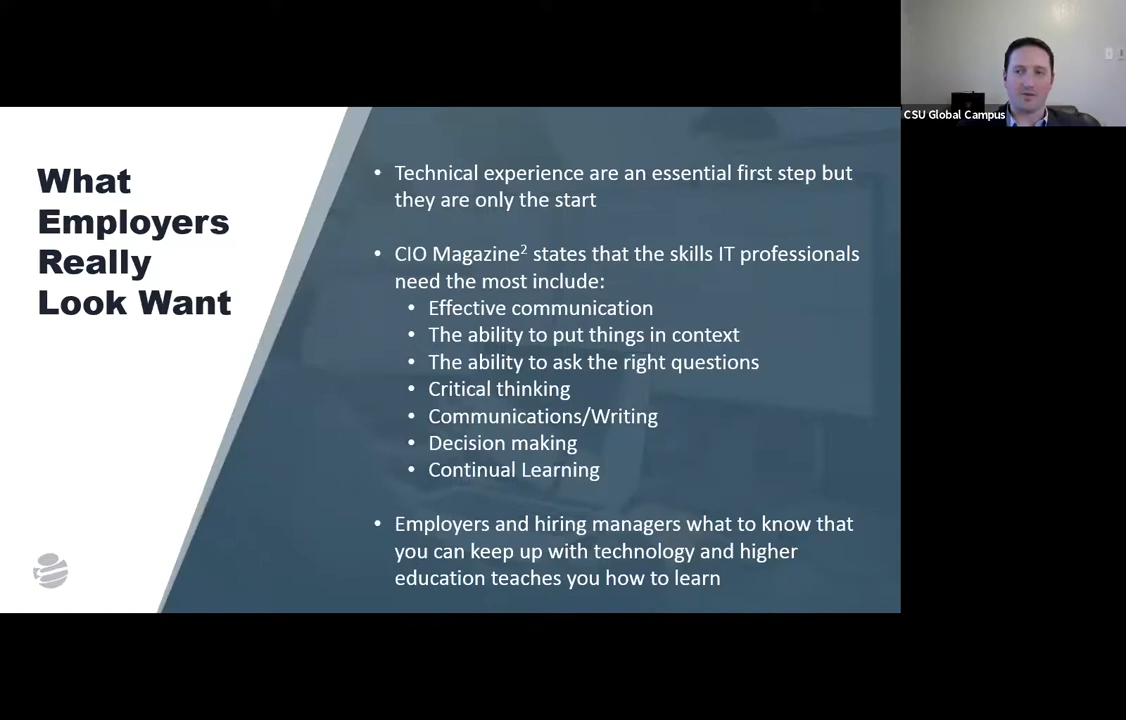 What
Employers
Really
Look Want
• Technical experience are an essential first step but
they are only the start
• CIO Magazine2 states that the skills IT professionals
need the most include:
• Effective communication
• The ability to put things in context
• The ability to ask the right questions
• Critical thinking
• Communications/Writing
• Decision making
• Continual Learning
• Employers and hiring managers what to know that
you can keep up with technology and higher
education teaches you how to learn
CSU Global Campus